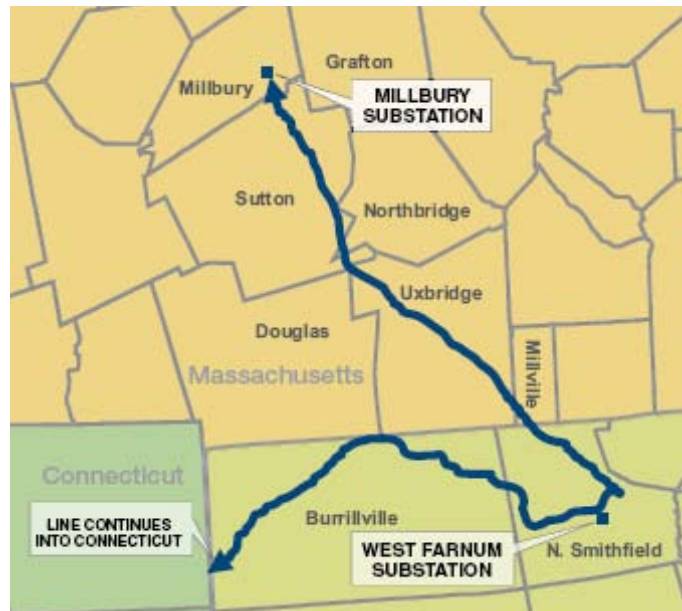 Grafton
Millbury
MILLBURY
SUBSTATION
Sutton
Northbridge
Uxbridge
Douglas
Millville
Massachusetts
Connecticut
LINE CONTINUES
INTO CONNECTICUT
Burrillville
WEST FARNUM
SUBSTATION
N. Smithfield